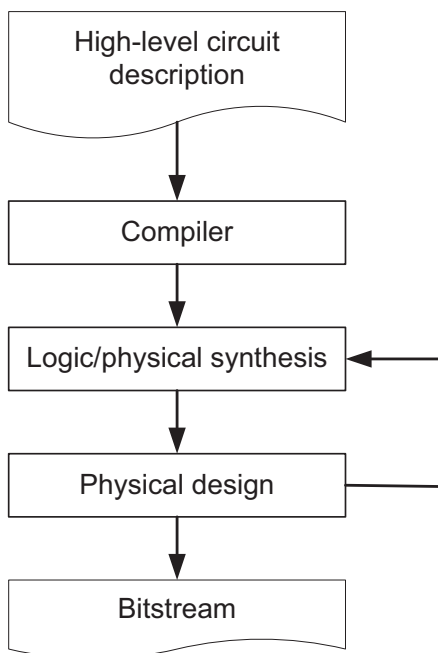 High-level circuit
description
Compiler
Logic/physical synthesis
Physical design
Bitstream